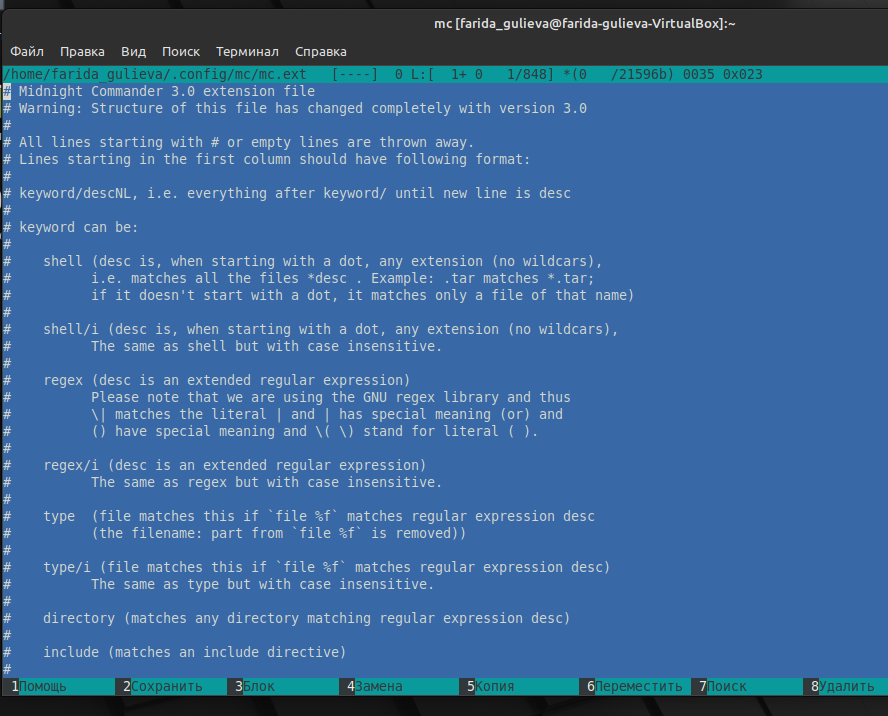 mc [farida_gulieva@farida-gulieva-VirtualBox]:~
Файл Правка Вид Поиск Терминал Справка
/home/farida_gulieva/.config/mc/mc.ext [----] 0 L:[ 1+ 0 1/848] *(0 /21596b) 0035 0x023
# Midnight Commander 3.0 extension file
# Warning: Structure of this file has changed completely with version 3.0
#
# All lines starting with # or empty lines are thrown away.
# Lines starting in the first column should have following format:
#
# keyword/descNL, i.e. everything after keyword/ until new line is desc
#
# keyword can be:
#
# shell (desc is, when starting with a dot, any extension (no wildcars),
# i.e. matches all the files *desc . Example: .tar matches *.tar;
# if it doesn't start with a dot, it matches only a file of that name)
#
# shell/i (desc is, when starting with a dot, any extension (no wildcars),
# The same as shell but with case insensitive.
#
# regex (desc is an extended regular expression)
# Please note that we are using the GNU regex library and thus
# \| matches the literal | and | has special meaning (or) and
# () have special meaning and \( \) stand for literal ( ).
#
# regex/i (desc is an extended regular expression)
# The same as regex but with case insensitive.
#
# type (file matches this if `file %f` matches regular expression desc
# (the filename: part from `file %f` is removed))
#
# type/i (file matches this if `file %f` matches regular expression desc)
# The same as type but with case insensitive.
#
# directory (matches any directory matching regular expression desc)
#
# include (matches an include directive)
#
1Помощь 2Сохранить 3Блок 4Замена 5Копия 6Переместить 7Поиск 8Удалить